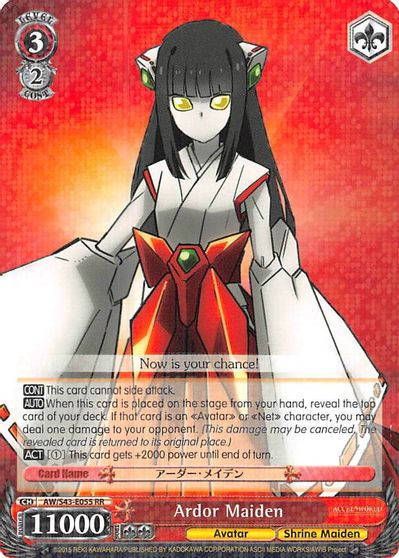 LEVEL
3
2
COST
Now is your chance!
CONT This card cannot side attack.
AUTO When this card is placed on the stage from your hand, reveal the
top card of your deck. If that card is an «Avatar» or «Net» character, you may
deal one damage to your opponent. (This damage may be canceled. The
revealed card is returned to its original place.)
ACT [①] This card gets +2000 power until end of turn.
Card Name アーダー・メイデン
CH AW/S43-E055 RR
ACCEL WORLD
POWER 11000
Ardor Maiden
Avatar Shrine Maiden
©2015 REKI KAWAHARA/PUBLISHED BY KADOKAWA CORPORATION ASCII MEDIA WORKS/AWIB Project